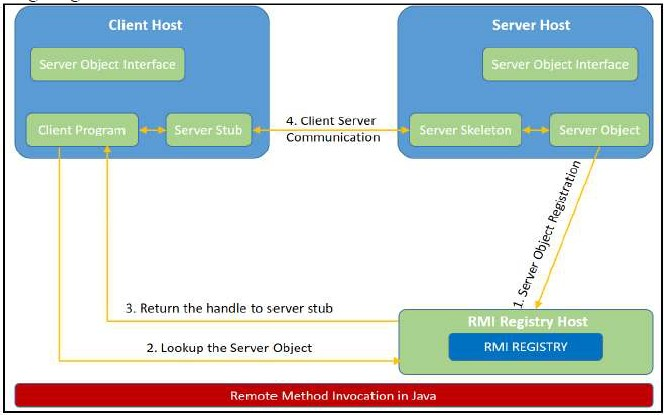 Client Host
Server Host
Server Object Interface
Server Object Interface
Client Program
Server Stub
4. Client Server
Communication
Server Skeleton
Server Object
1. Server Object Registration
3. Return the handle to server stub
2. Lookup the Server Object
RMI Registry Host
RMI REGISTRY
Remote Method Invocation in Java